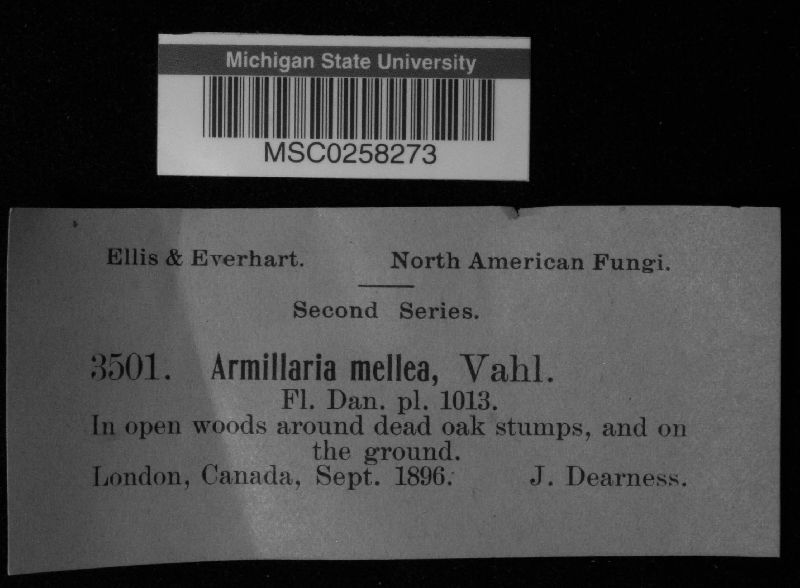 Michigan State University
MSC0258273
Ellis & Everhart. North American Fungi.
Second Series.
3501. Armillaria mellea, Vahl.
Fl. Dan. pl. 1013.
In open woods around dead oak stumps, and on
the ground.
London, Canada, Sept. 1896. J. Dearness.